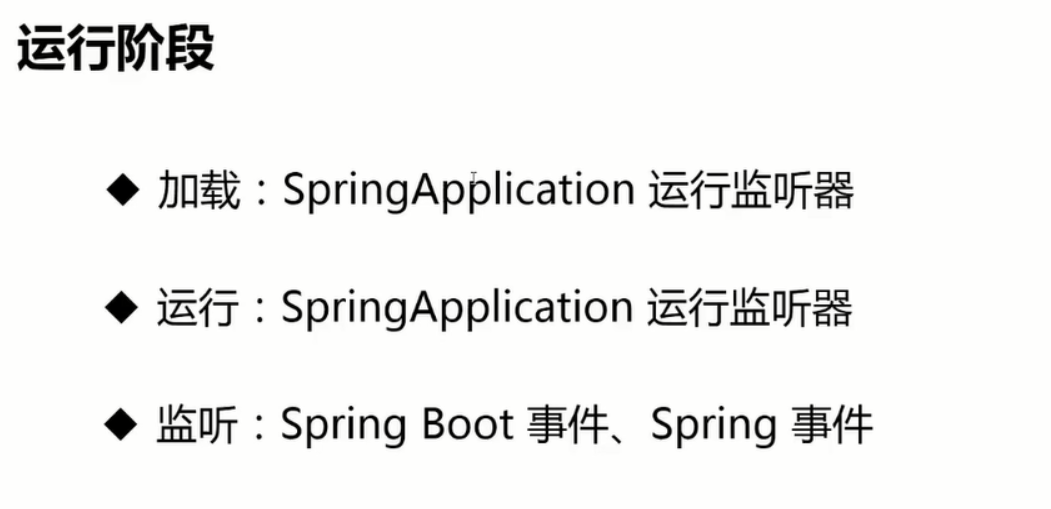 运行阶段
◆ 加载：SpringApplication 运行监听器
◆ 运行：SpringApplication 运行监听器
◆ 监听：Spring Boot 事件、Spring 事件